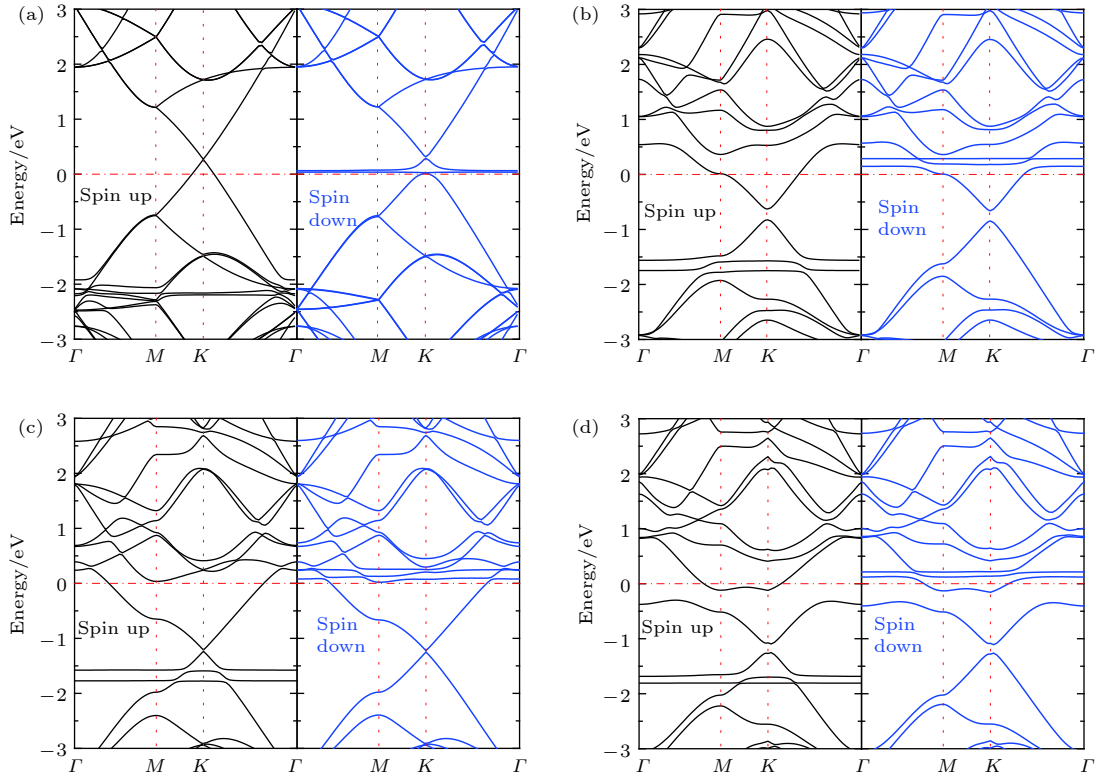 (a)
3
2
1
0
−1
−2
−3
Energy/eV
Spin up
Spin
down
Γ
M
K
Γ
M
K
Γ
(b)
3
2
1
0
−1
−2
−3
Energy/eV
Spin up
Spin
down
Γ
M
K
Γ
M
K
Γ
(c)
3
2
1
0
−1
−2
−3
Energy/eV
Spin up
Spin
down
Γ
M
K
Γ
M
K
Γ
(d)
3
2
1
0
−1
−2
−3
Energy/eV
Spin up
Spin
down
Γ
M
K
Γ
M
K
Γ